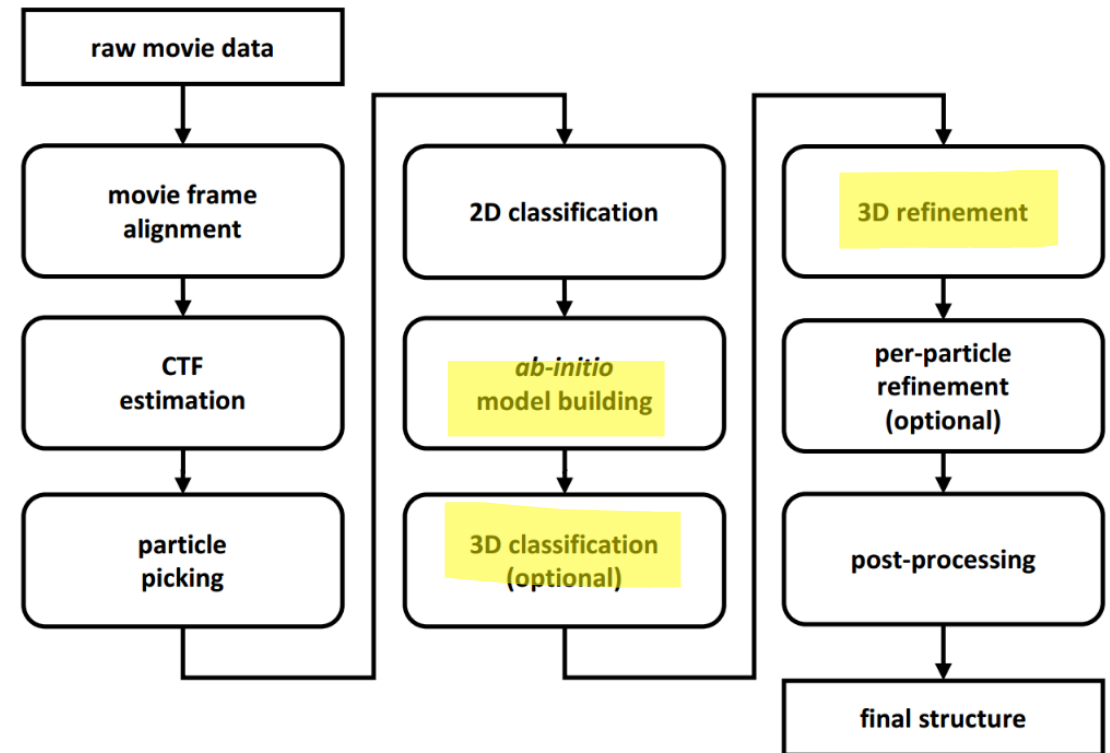 raw movie data
movie frame
alignment
CTF
estimation
particle
picking
2D classification
ab-initio
model building
3D classification
(optional)
3D refinement
per-particle
refinement
(optional)
post-processing
final structure